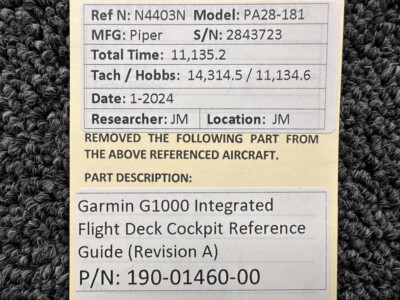 Ref N: N4403N Model: PA28-181
MFG: Piper S/N: 2843723
Total Time: 11,135.2
Tach / Hobbs: 14,314.5 / 11,134.6
Date: 1-2024
Researcher: JM Location: JM
REMOVED THE FOLLOWING PART FROM
THE ABOVE REFERENCED AIRCRAFT.
PART DESCRIPTION:
Garmin G1000 Integrated
Flight Deck Cockpit Reference
Guide (Revision A)
P/N: 190-01460-00